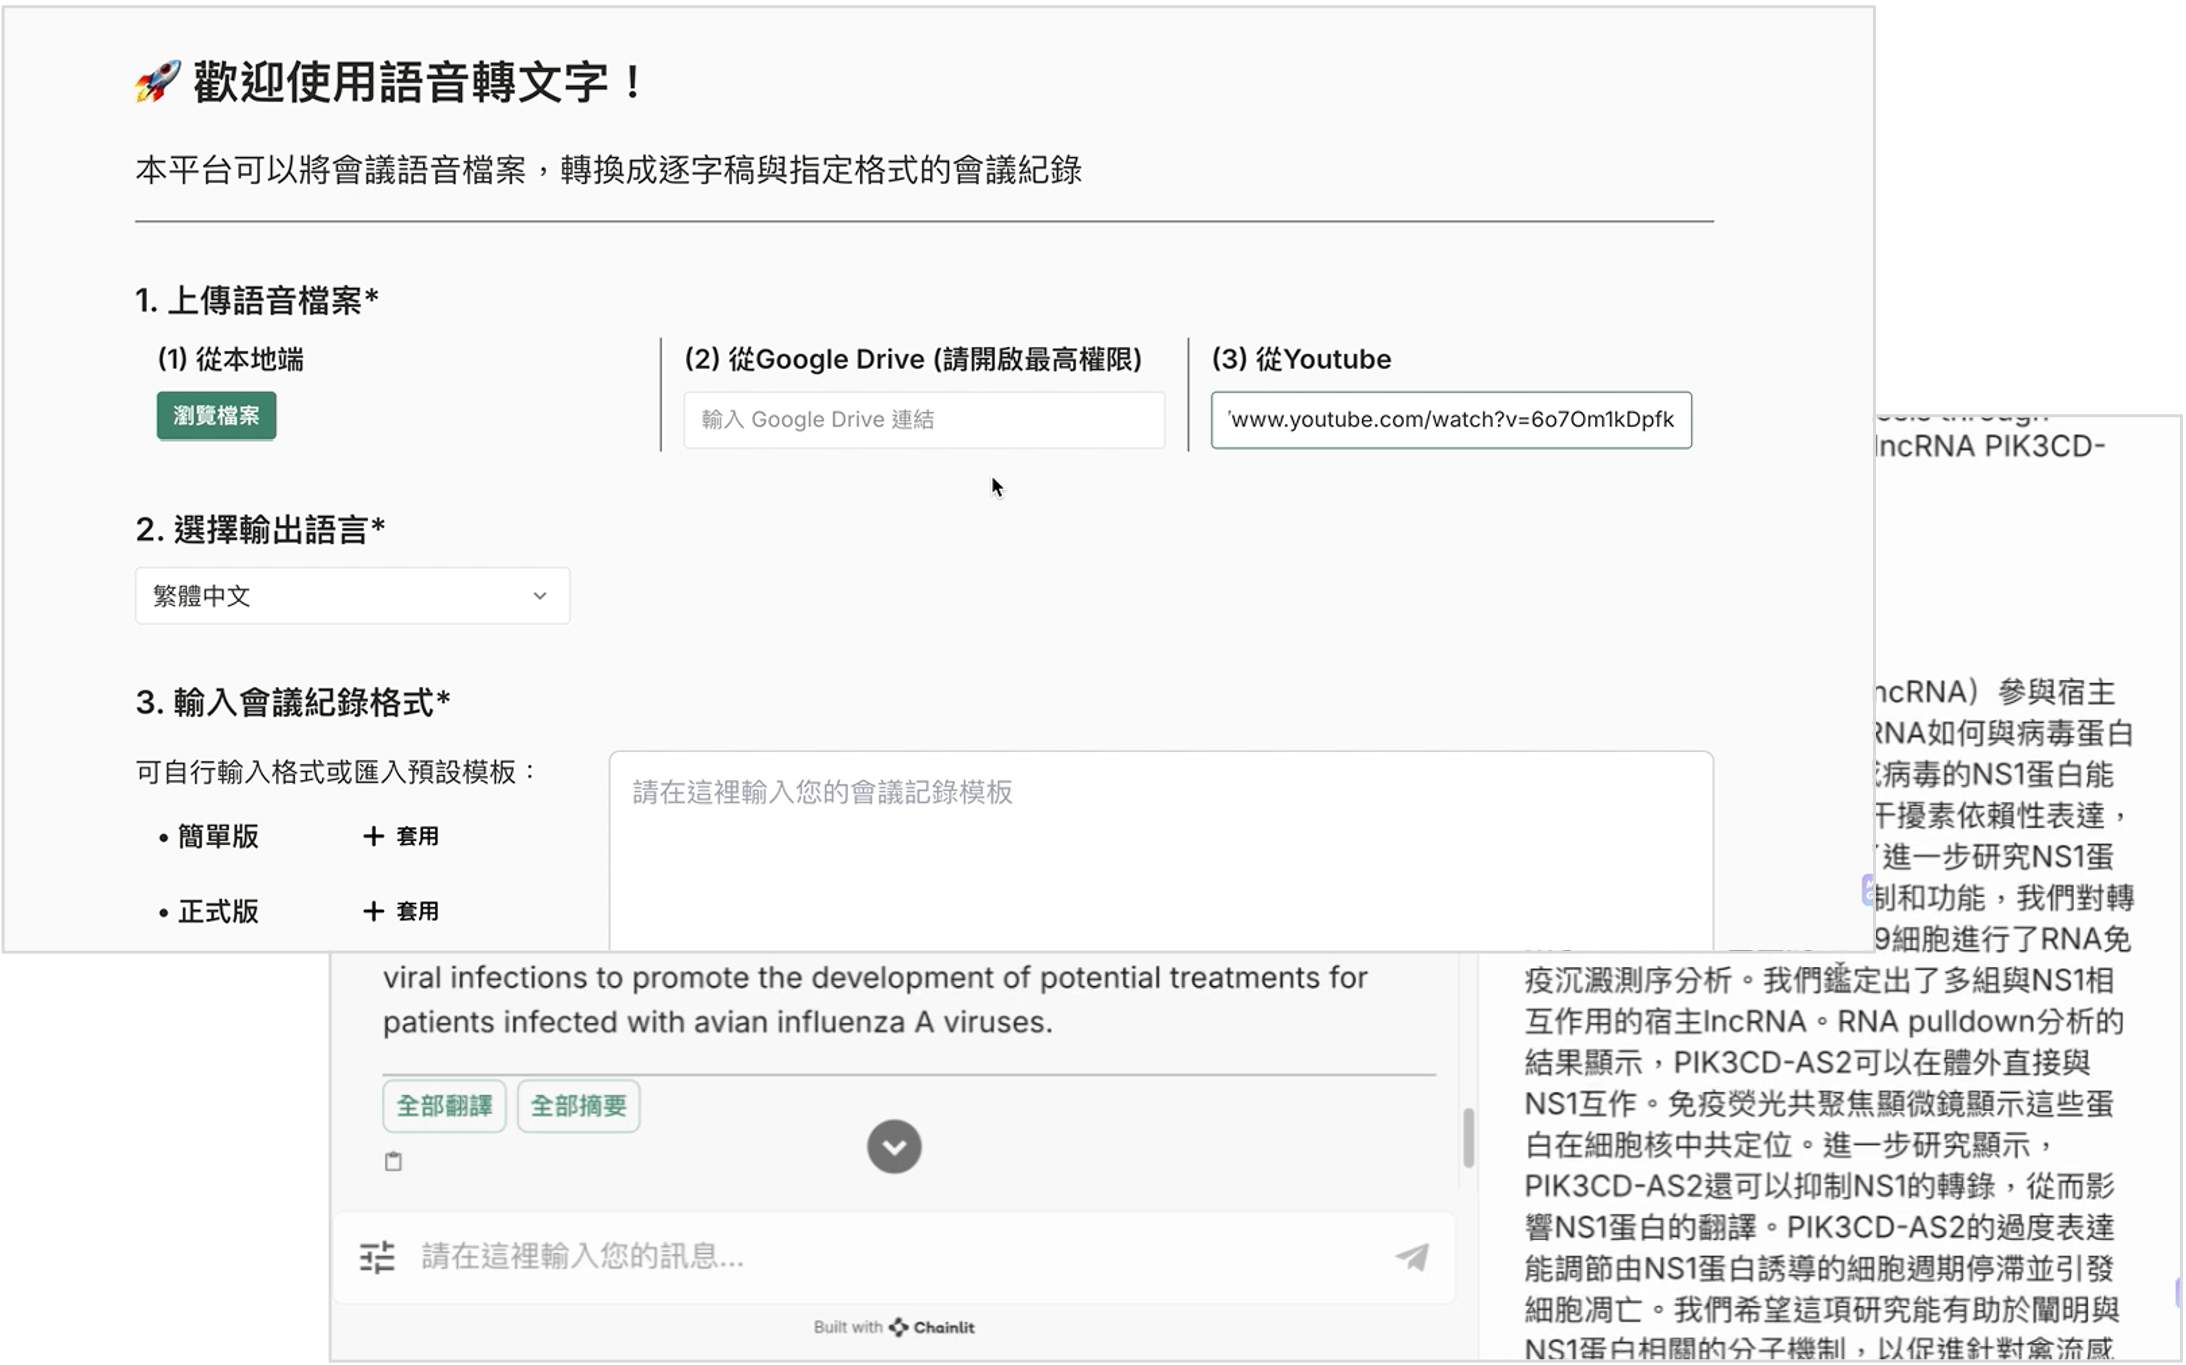 🚀 歡迎使用語音轉文字！
本平台可以將會議語音檔案，轉換成逐字稿與指定格式的會議紀錄
1. 上傳語音檔案*
(1) 從本地端
瀏覽檔案
(2) 從Google Drive (請開啟最高權限)
輸入 Google Drive 連結
(3) 從Youtube
www.youtube.com/watch?v=6o7Om1kDpfk
2. 選擇輸出語言*
繁體中文
3. 輸入會議紀錄格式*
可自行輸入格式或匯入預設模板：
• 簡單版
+ 套用
• 正式版
+ 套用
請在這裡輸入您的會議記錄模板
viral infections to promote the development of potential treatments for
patients infected with avian influenza A viruses.
全部翻譯
全部摘要
請在這裡輸入您的訊息...
Built with Chainlit
through
lncRNA PIK3CD-
ncRNA）參與宿主
RNA如何與病毒蛋白
病毒的NS1蛋白能
干擾素依賴性表達，
進一步研究NS1蛋
制和功能，我們對轉
9細胞進行了RNA免
疫沉澱測序分析。我們鑑定出了多組與NS1相
互作用的宿主lncRNA。RNA pulldown分析的
結果顯示，PIK3CD-AS2可以在體外直接與
NS1互作。免疫熒光共聚焦顯微鏡顯示這些蛋
白在細胞核中共定位。進一步研究顯示，
PIK3CD-AS2還可以抑制NS1的轉錄，從而影
響NS1蛋白的翻譯。PIK3CD-AS2的過度表達
能調節由NS1蛋白誘導的細胞週期停滯並引發
細胞凋亡。我們希望這項研究能有助於闡明與
NS1蛋白相關的分子機制，以促進針對禽流感